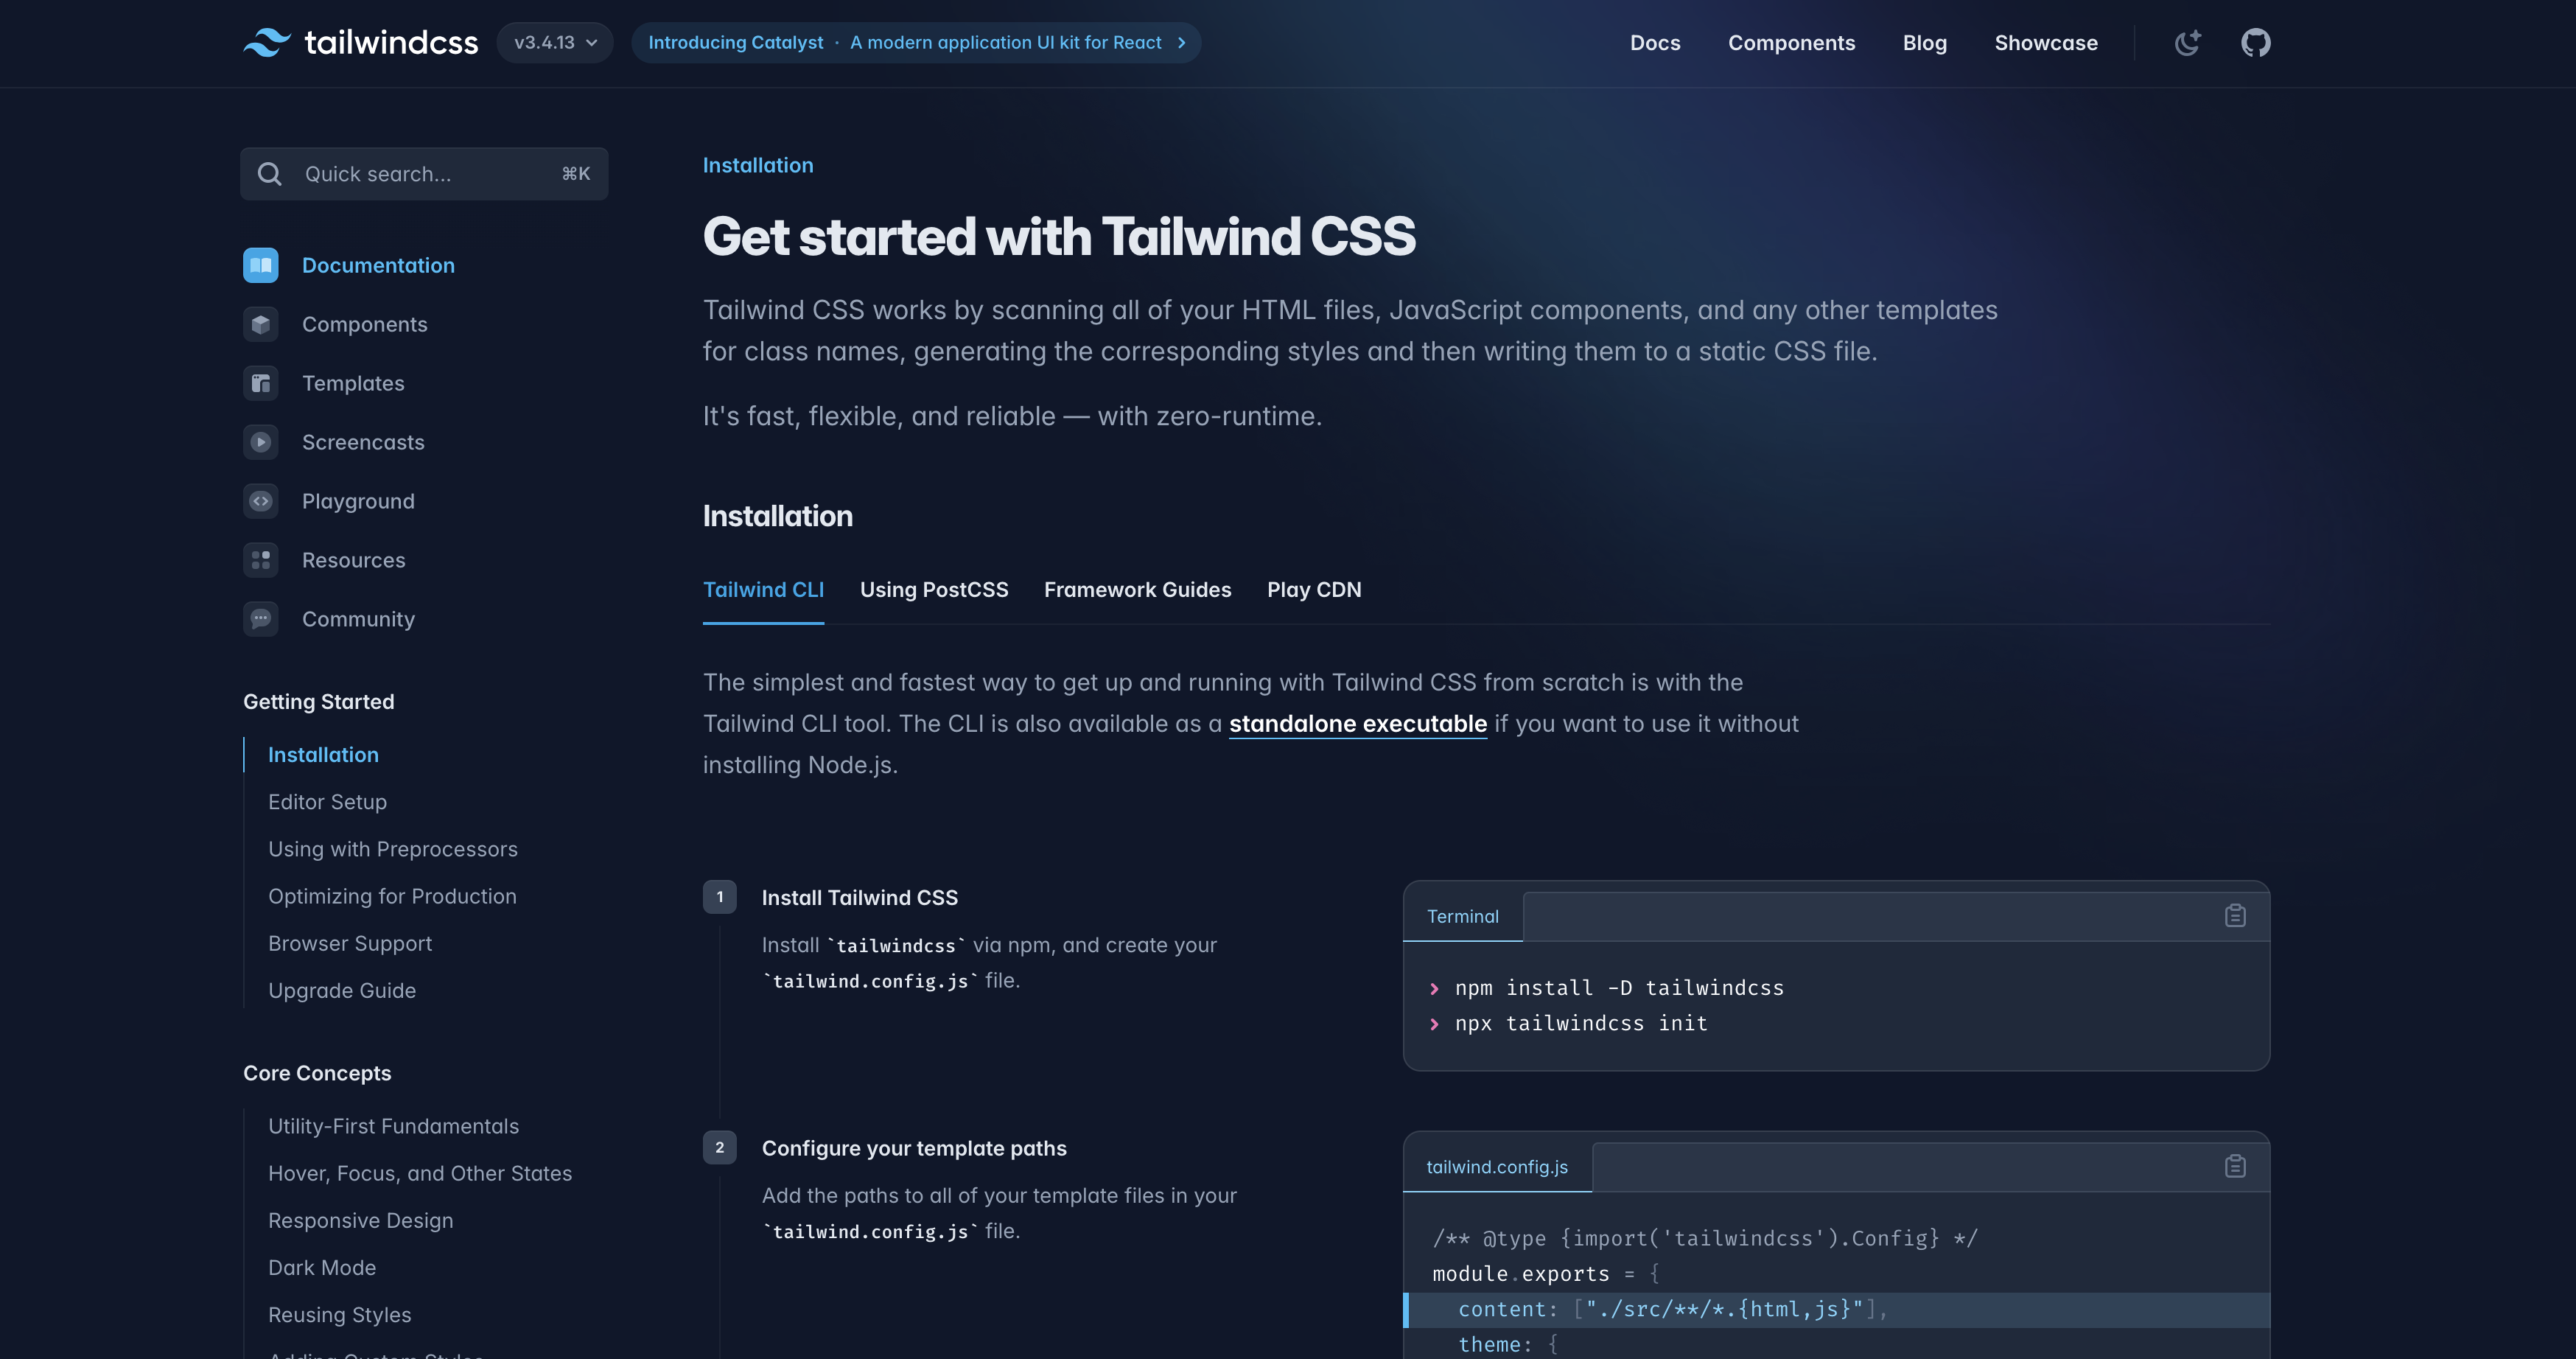 tailwindcss
v3.4.13
Introducing Catalyst · A modern application UI kit for React
Docs
Components
Blog
Showcase
Quick search...
⌘K
Documentation
Components
Templates
Screencasts
Playground
Resources
Community
Getting Started
Installation
Editor Setup
Using with Preprocessors
Optimizing for Production
Browser Support
Upgrade Guide
Core Concepts
Utility-First Fundamentals
Hover, Focus, and Other States
Responsive Design
Dark Mode
Reusing Styles
Adding Custom Styles
Installation
Get started with Tailwind CSS
Tailwind CSS works by scanning all of your HTML files, JavaScript components, and any other templates
for class names, generating the corresponding styles and then writing them to a static CSS file.
It's fast, flexible, and reliable — with zero-runtime.
Installation
Tailwind CLI
Using PostCSS
Framework Guides
Play CDN
The simplest and fastest way to get up and running with Tailwind CSS from scratch is with the
Tailwind CLI tool. The CLI is also available as a standalone executable if you want to use it without
installing Node.js.
1
Install Tailwind CSS
Install `tailwindcss` via npm, and create your
`tailwind.config.js` file.
Terminal
› npm install -D tailwindcss
› npx tailwindcss init
2
Configure your template paths
Add the paths to all of your template files in your
`tailwind.config.js` file.
tailwind.config.js
/** @type {import('tailwindcss').Config} */
module.exports = {
content: ["./src/**/*.{html,js}"],
theme: {